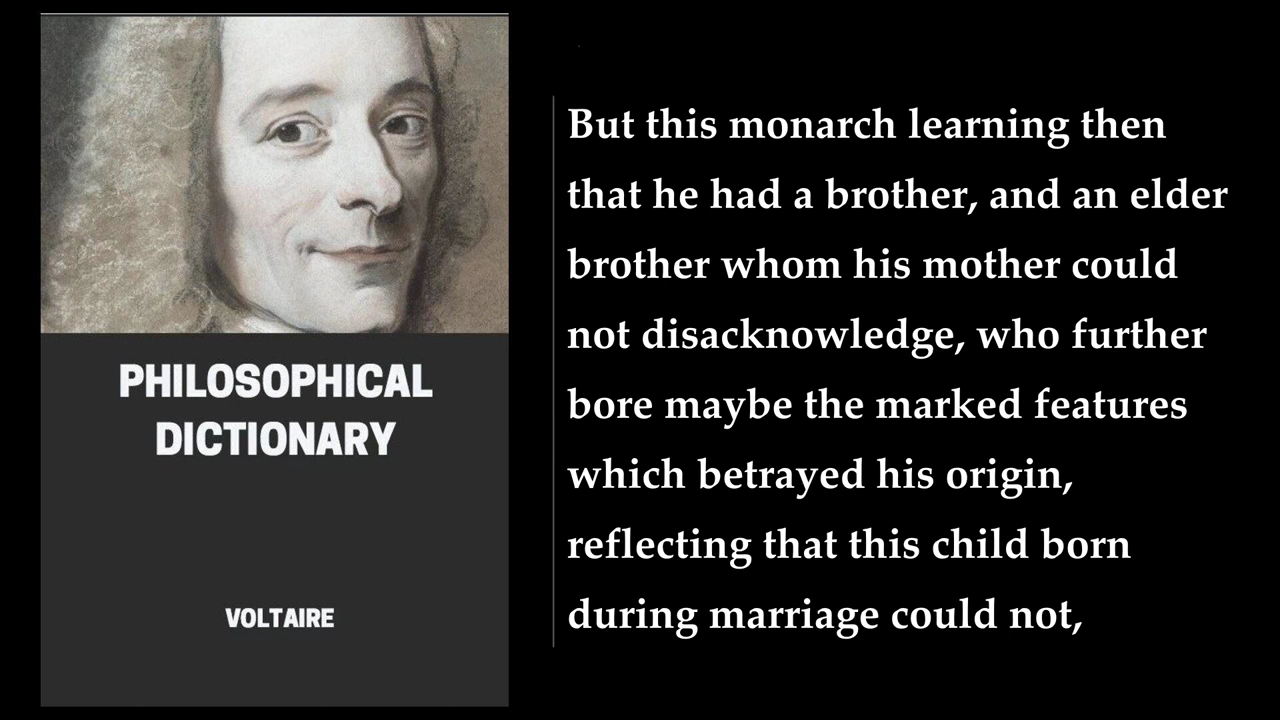 PHILOSOPHICAL
DICTIONARY
VOLTAIRE
But this monarch learning then
that he had a brother, and an elder
brother whom his mother could
not disacknowledge, who further
bore maybe the marked features
which betrayed his origin,
reflecting that this child born
during marriage could not,